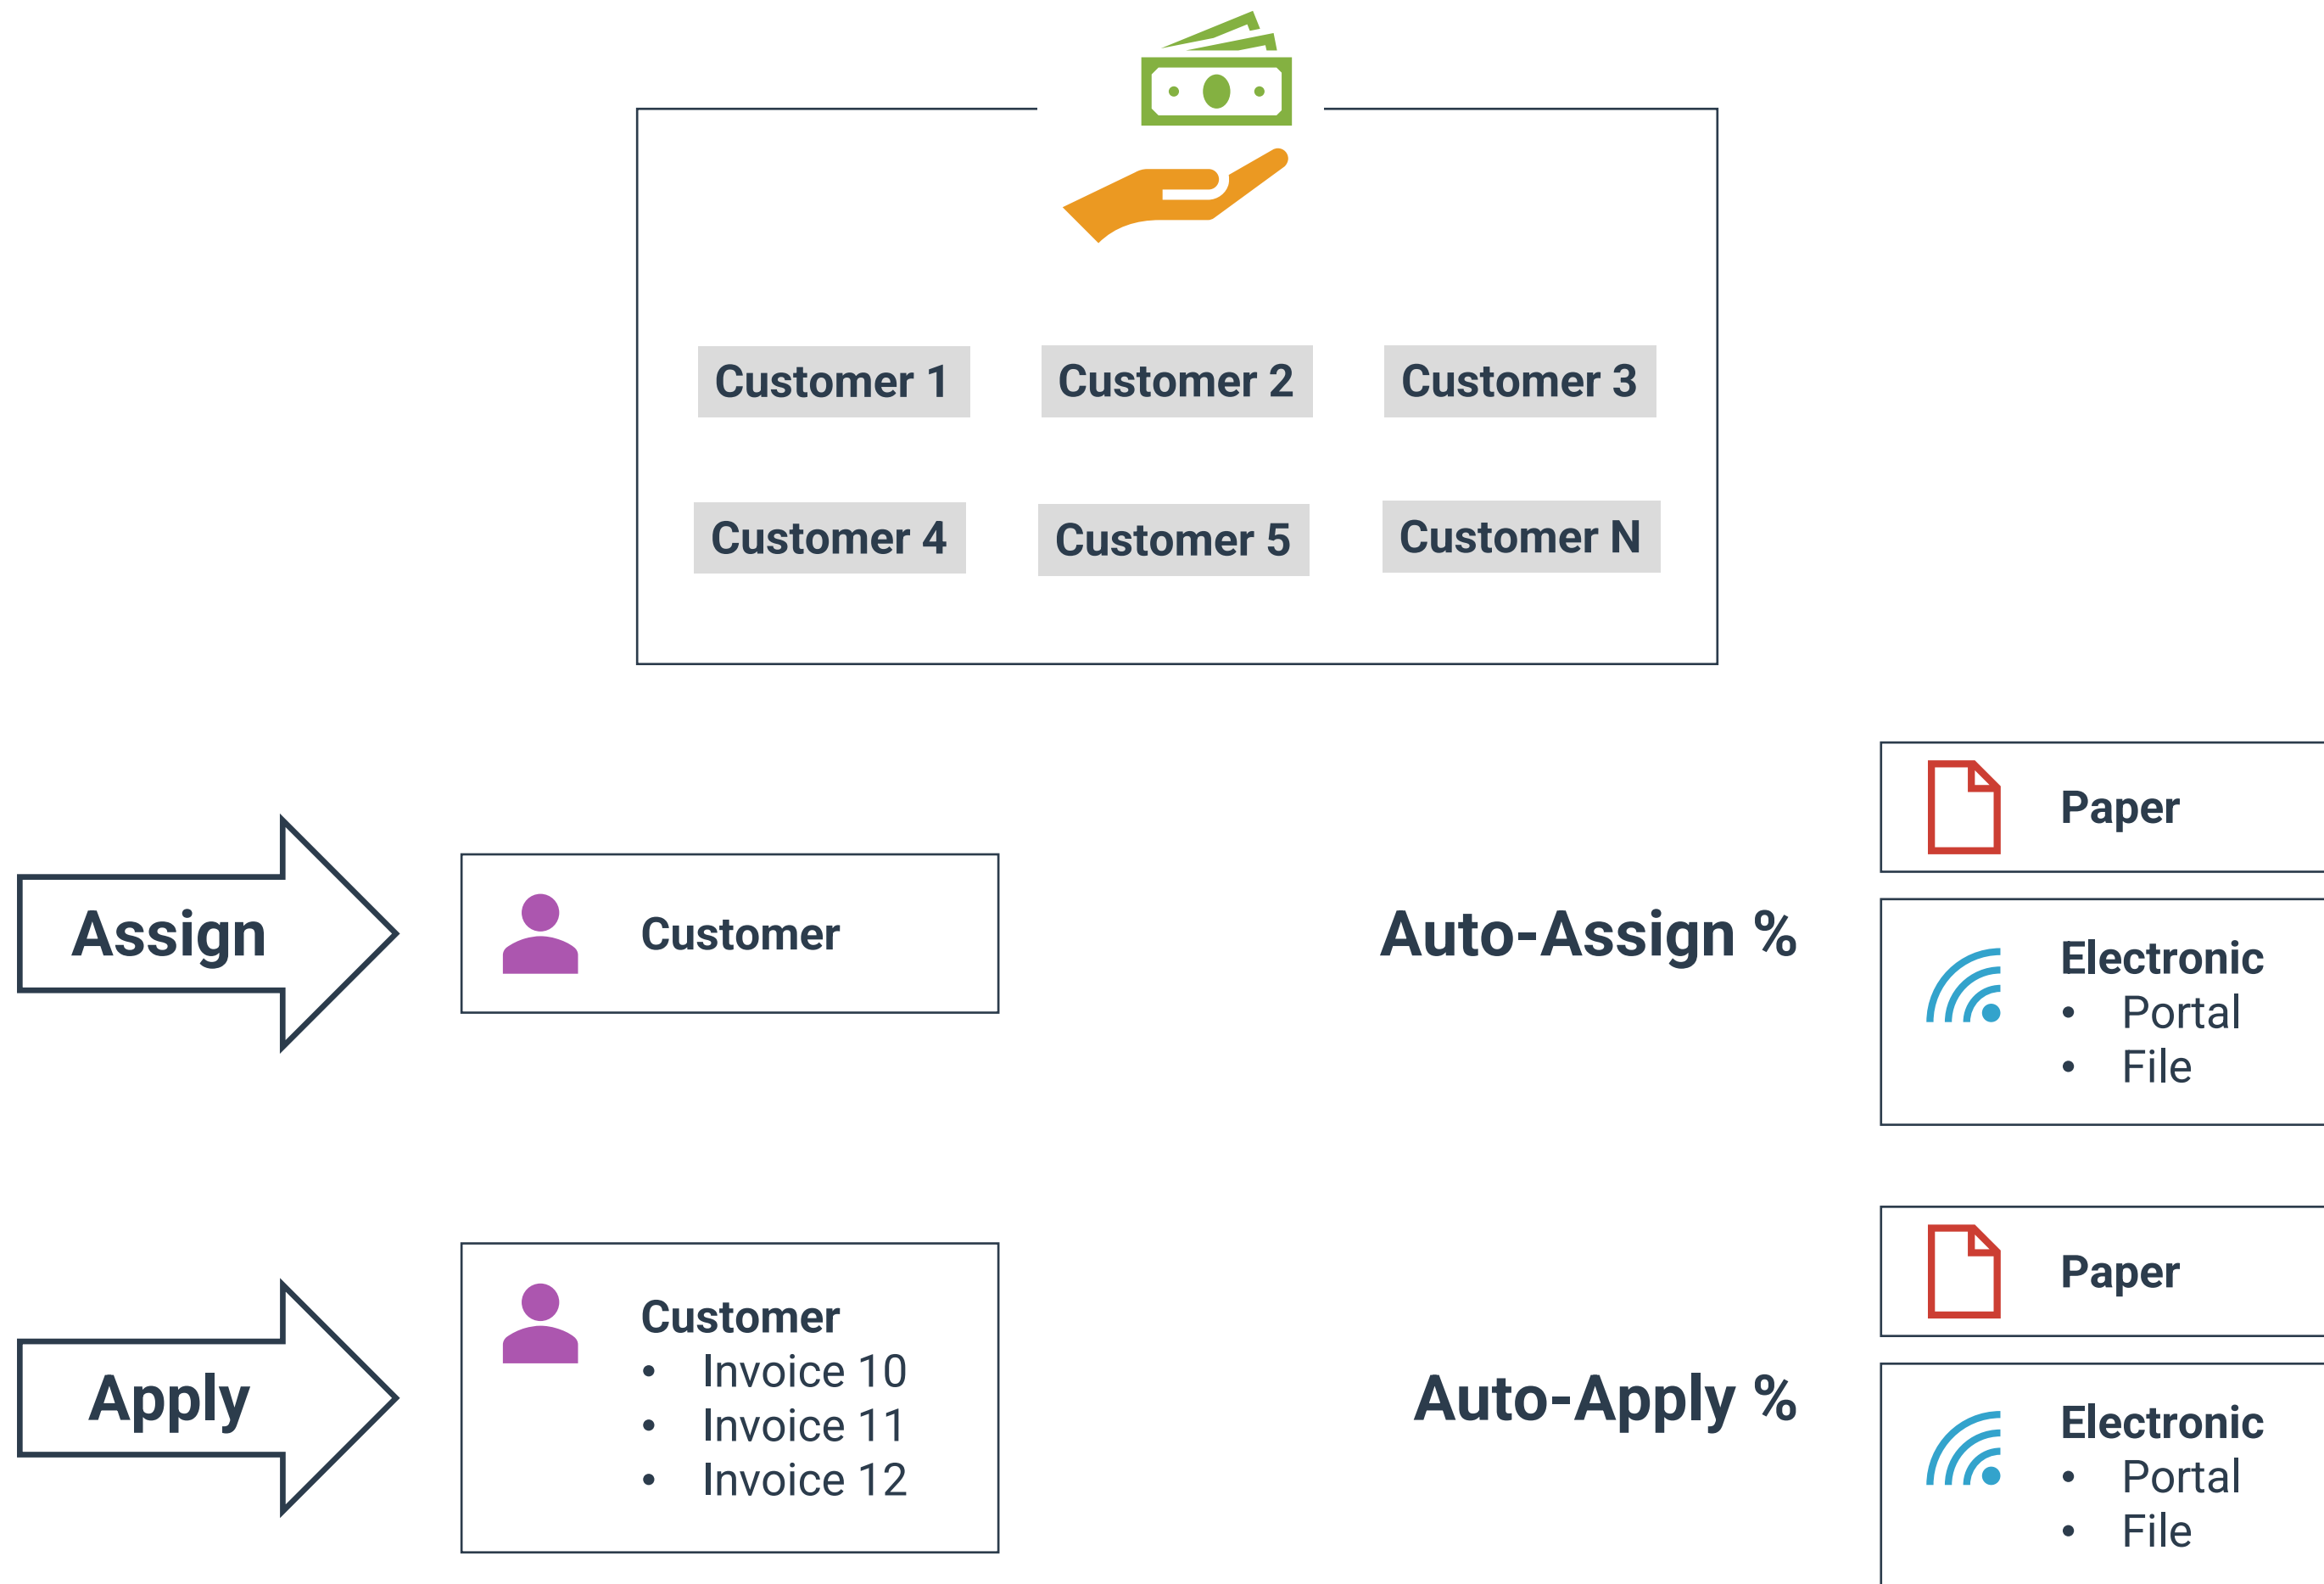 Customer 1
Customer 2
Customer 3
Customer 4
Customer 5
Customer N
Assign
Customer
Auto-Assign %
Paper
Electronic
• Portal
• File
Apply
Customer
• Invoice 10
• Invoice 11
• Invoice 12
Auto-Apply %
Paper
Electronic
• Portal
• File